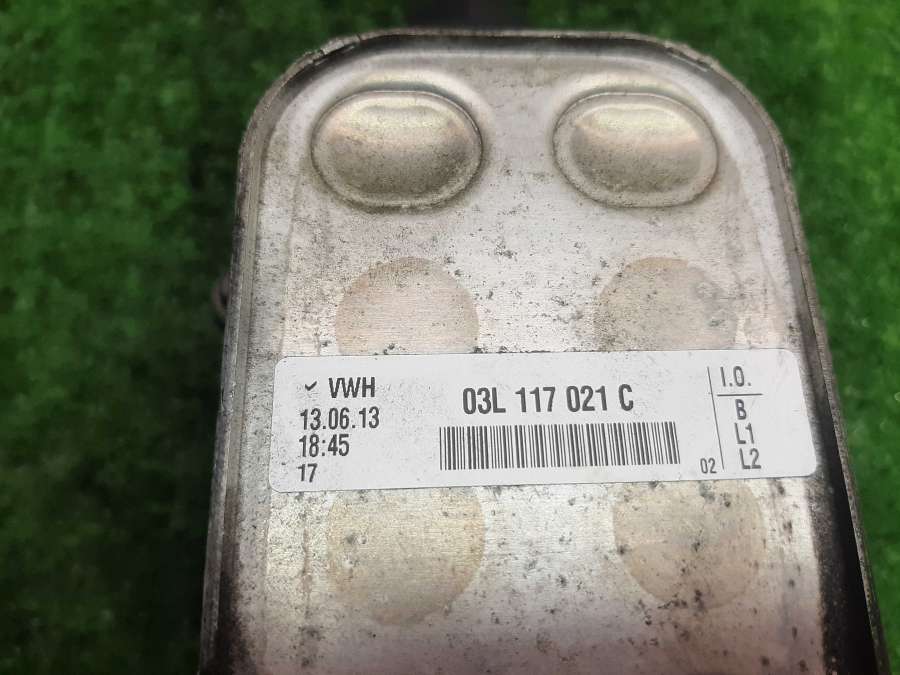 ✓ VWH
13.06.13
18:45
17
03L 117 021 C
02
I.O.
B
L1
L2